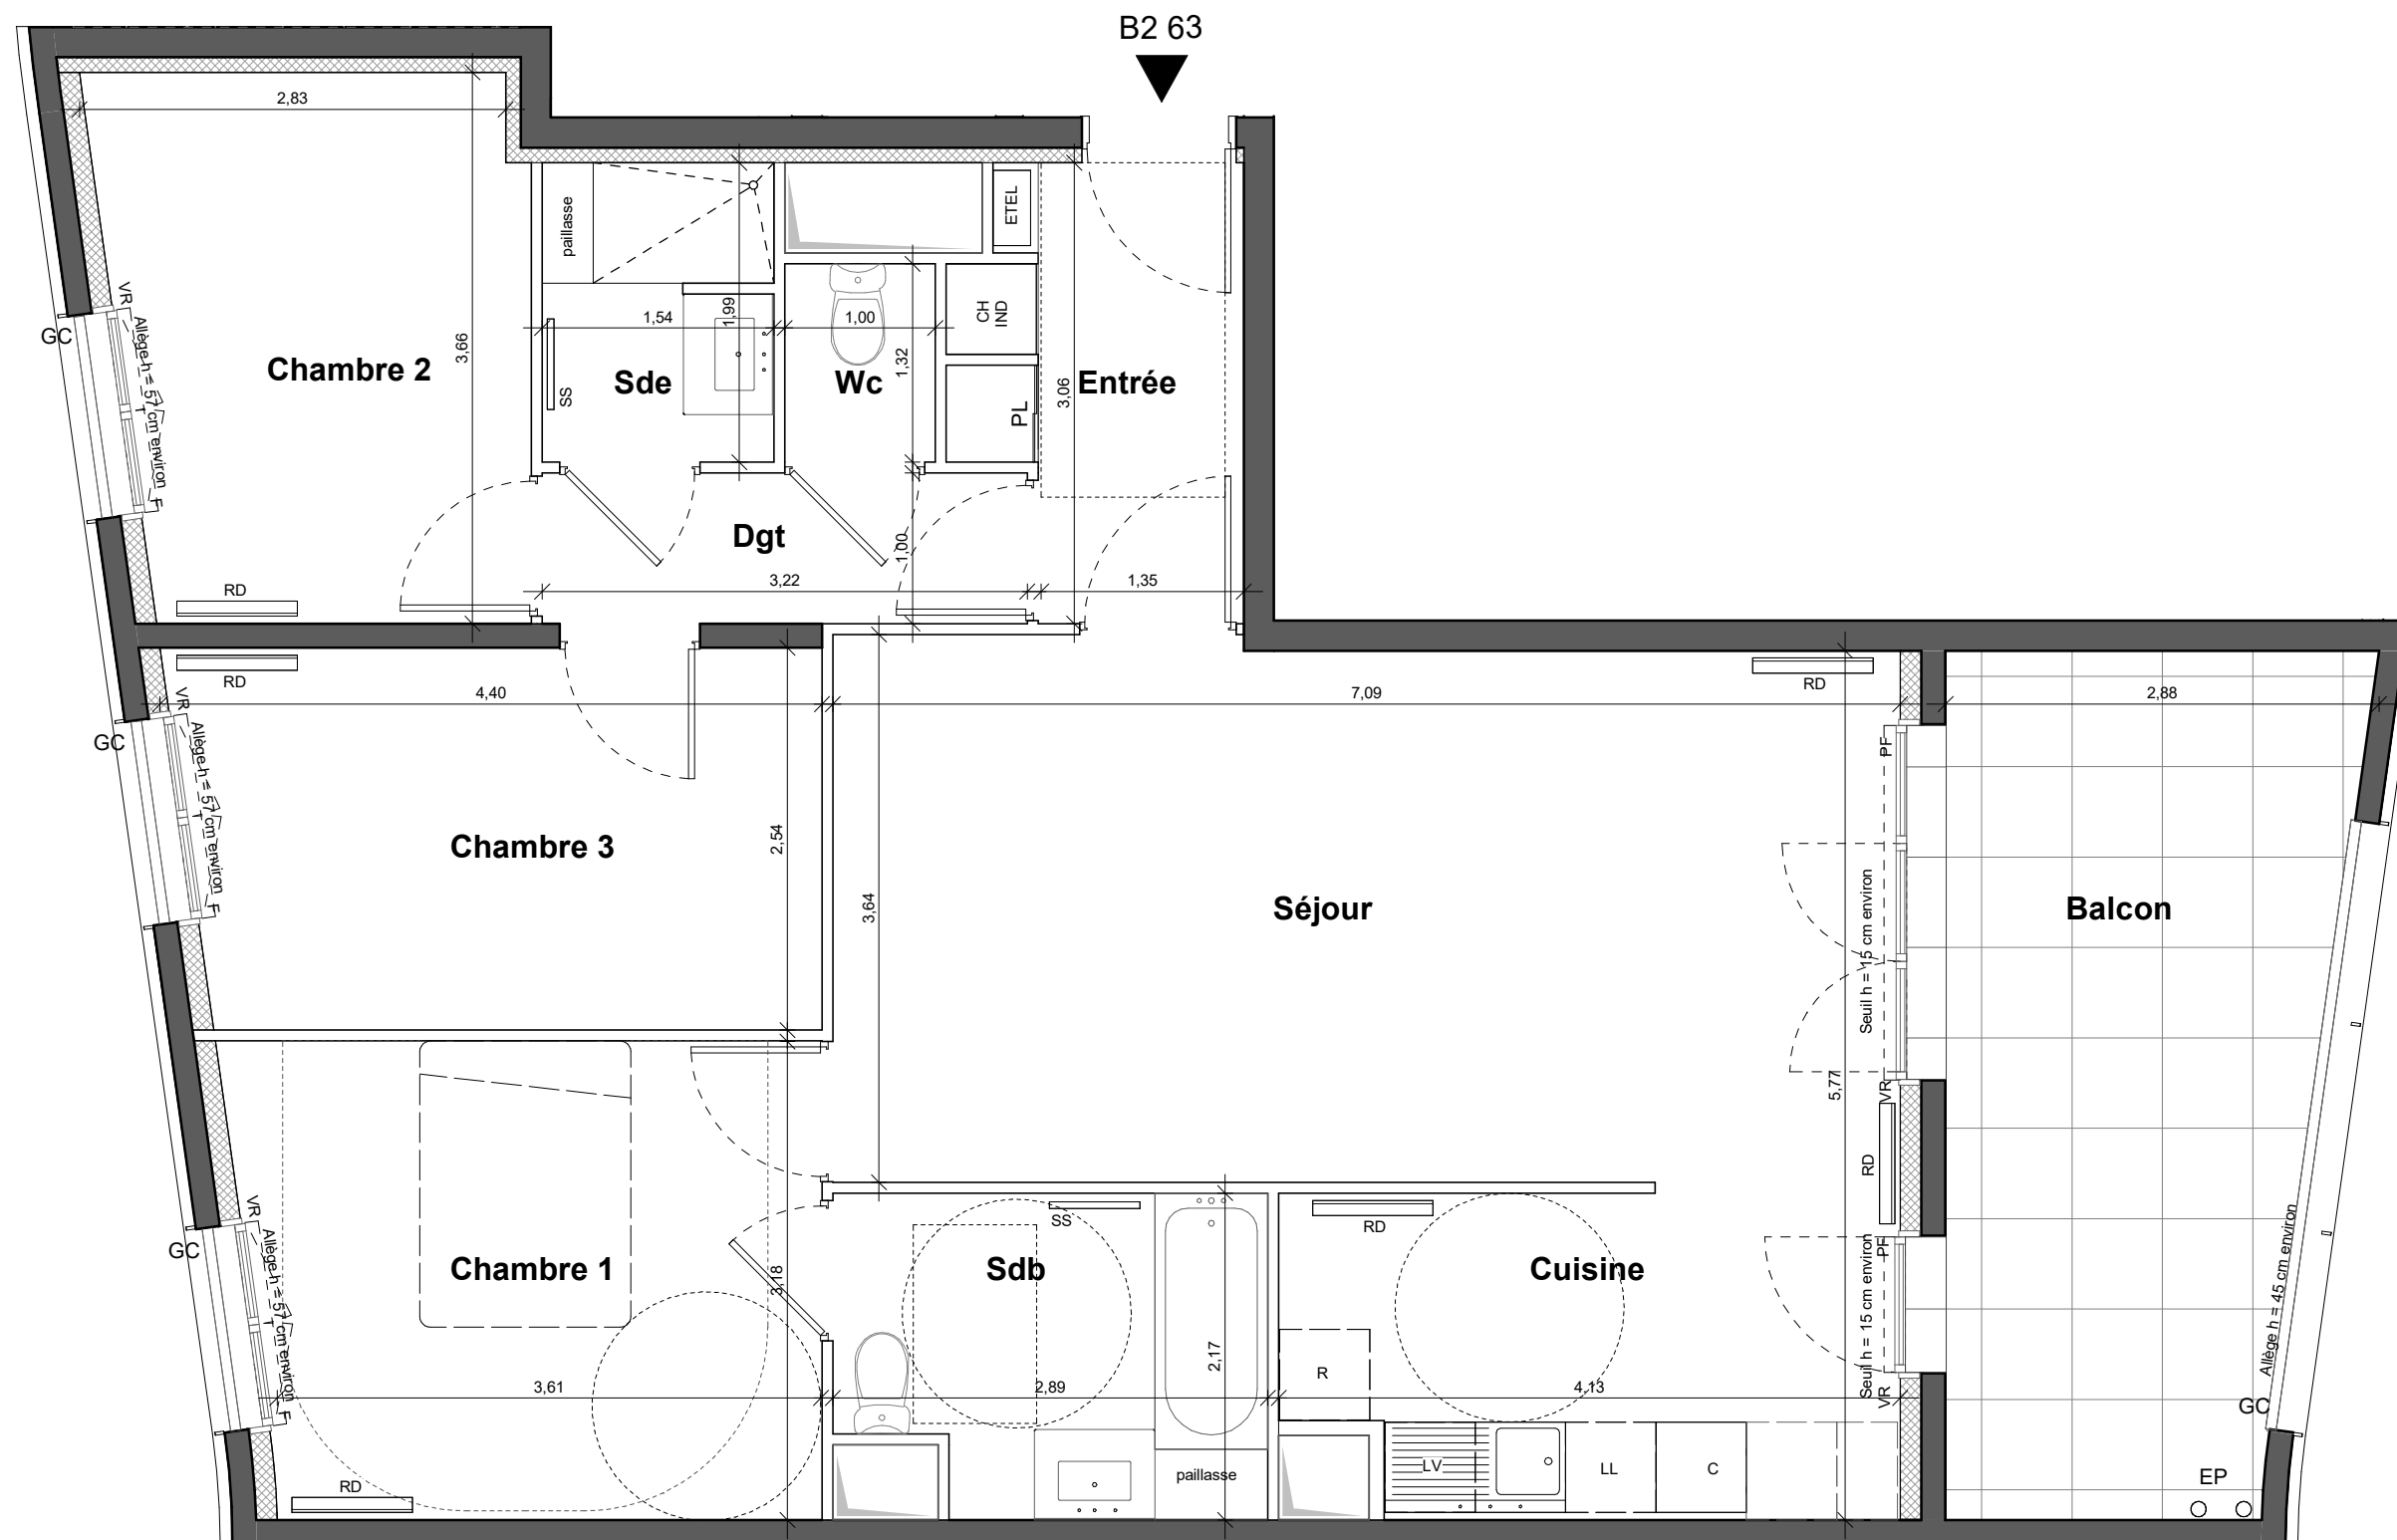 B2 63
2,83
paillasse
ETEL
VR
GC
Allège h = 57 cm environ
T
F
3,66
Chambre 2
1,54
1,99
1,00
CH
IND
SS
Sde
Wc
1,32
PL
3,06
Entrée
Dgt
1,00
RD
3,22
1,35
RD
RD
VR
4,40
7,09
2,88
GC
Allège h = 57 cm environ
T
F
PF
Chambre 3
2,54
3,64
Séjour
Seuil h = 15 cm environ
Balcon
5,77
VR
RD
VR
GC
Allège h = 57 cm environ
T
F
SS
RD
Chambre 1
3,18
Sdb
Cuisine
PF
Seuil h = 15 cm environ
VR
Allège h = 45 cm environ
2,17
R
3,61
2,89
4,13
GC
RD
paillasse
LV
LL
C
EP